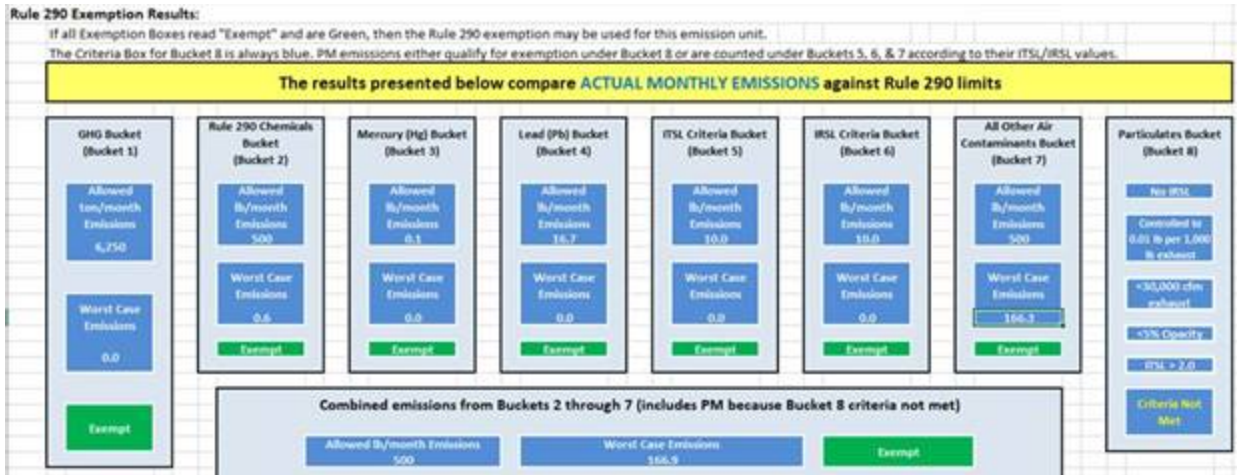 Rule 290 Exemption Results:
If all Exemption Boxes read "Exempt" and are Green, then the Rule 290 exemption may be used for this emission unit.
The Criteria Box for Bucket 8 is always blue. PM emissions either qualify for exemption under Bucket 8 or are counted under Buckets 5, 6, & 7 according to their ITSL/IRSL values.
The results presented below compare ACTUAL MONTHLY EMISSIONS against Rule 290 limits
GHG Bucket
(Bucket 1)
Allowed
ton/month
Emissions
6,250
Worst Case
Emissions
0.0
Exempt
Rule 290 Chemicals
Bucket
(Bucket 2)
Allowed
lb/month
Emissions
500
Worst Case
Emissions
0.6
Exempt
Mercury (Hg) Bucket
(Bucket 3)
Allowed
lb/month
Emissions
0.1
Worst Case
Emissions
0.0
Exempt
Lead (Pb) Bucket
(Bucket 4)
Allowed
lb/month
Emissions
16.7
Worst Case
Emissions
0.0
Exempt
ITSL Criteria Bucket
(Bucket 5)
Allowed
lb/month
Emissions
10.0
Worst Case
Emissions
0.0
Exempt
IRSL Criteria Bucket
(Bucket 6)
Allowed
lb/month
Emissions
10.0
Worst Case
Emissions
0.0
Exempt
All Other Air
Contaminants Bucket
(Bucket 7)
Allowed
lb/month
Emissions
500
Worst Case
Emissions
166.3
Exempt
Particulates Bucket
(Bucket 8)
No IRSL
Controlled to
0.01 lb per 1,000
lb exhaust
<30,000 cfm
exhaust
<5% Opacity
ITSL > 2.0
Criteria Not
Met
Combined emissions from Buckets 2 through 7 (includes PM because Bucket 8 criteria not met)
Allowed lb/month Emissions
500
Worst Case Emissions
166.9
Exempt